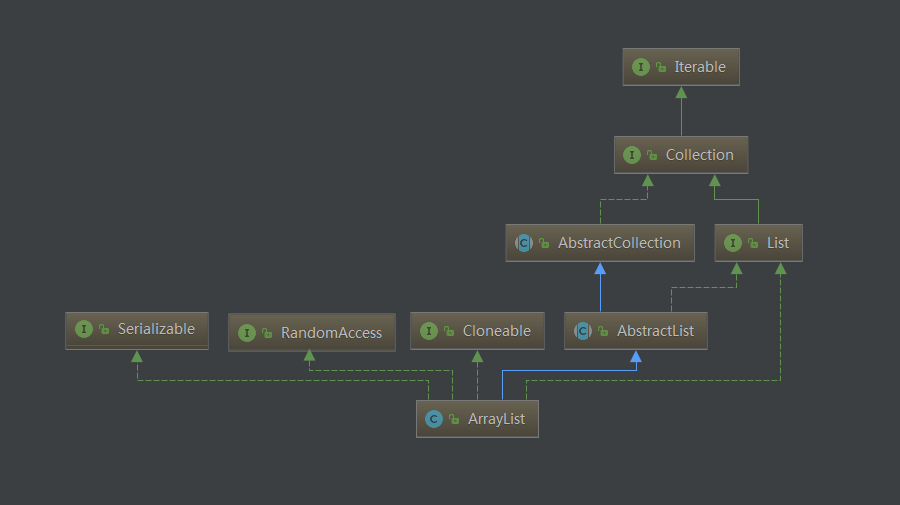 I Iterable
I Collection
C AbstractCollection
I List
I Serializable
I RandomAccess
I Cloneable
C AbstractList
C ArrayList